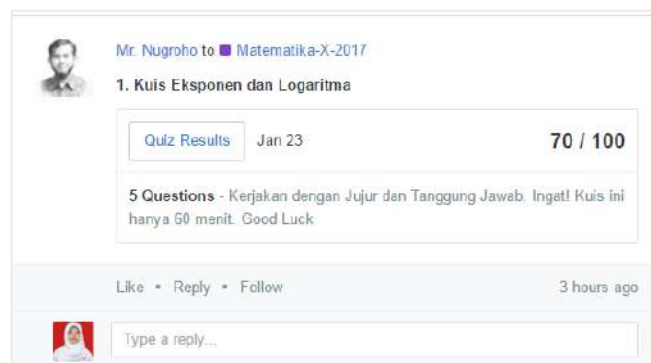 Mr. Nugroho to Matematika-X-2017
1. Kuis Eksponen dan Logaritma
Quiz Results Jan 23 70 / 100
5 Questions - Kerjakan dengan Jujur dan Tanggung Jawab. Ingat! Kuis ini
hanya 60 menit. Good Luck
Like • Reply • Follow 3 hours ago
Type a reply...